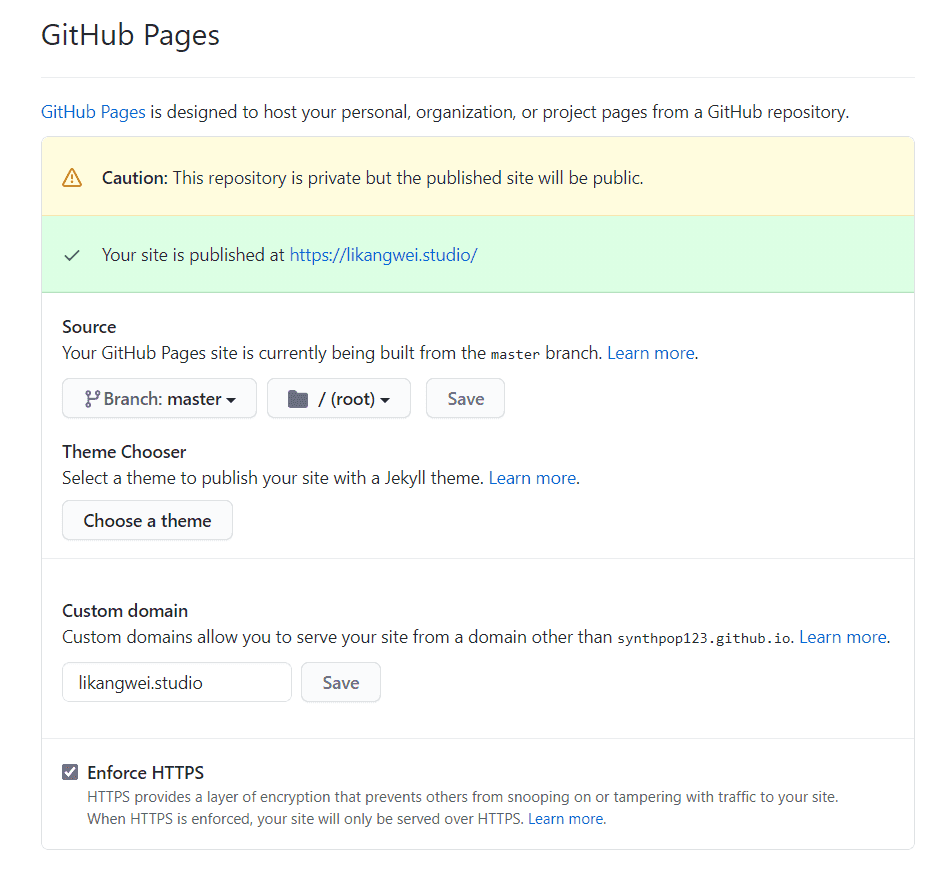 GitHub Pages
GitHub Pages is designed to host your personal, organization, or project pages from a GitHub repository.
Caution: This repository is private but the published site will be public.
Your site is published at https://likangwei.studio/
Source
Your GitHub Pages site is currently being built from the master branch. Learn more.
Branch: master / (root) Save
Theme Chooser
Select a theme to publish your site with a Jekyll theme. Learn more.
Choose a theme
Custom domain
Custom domains allow you to serve your site from a domain other than synthpop123.github.io. Learn more.
likangwei.studio Save
Enforce HTTPS
HTTPS provides a layer of encryption that prevents others from snooping on or tampering with traffic to your site.
When HTTPS is enforced, your site will only be served over HTTPS. Learn more.